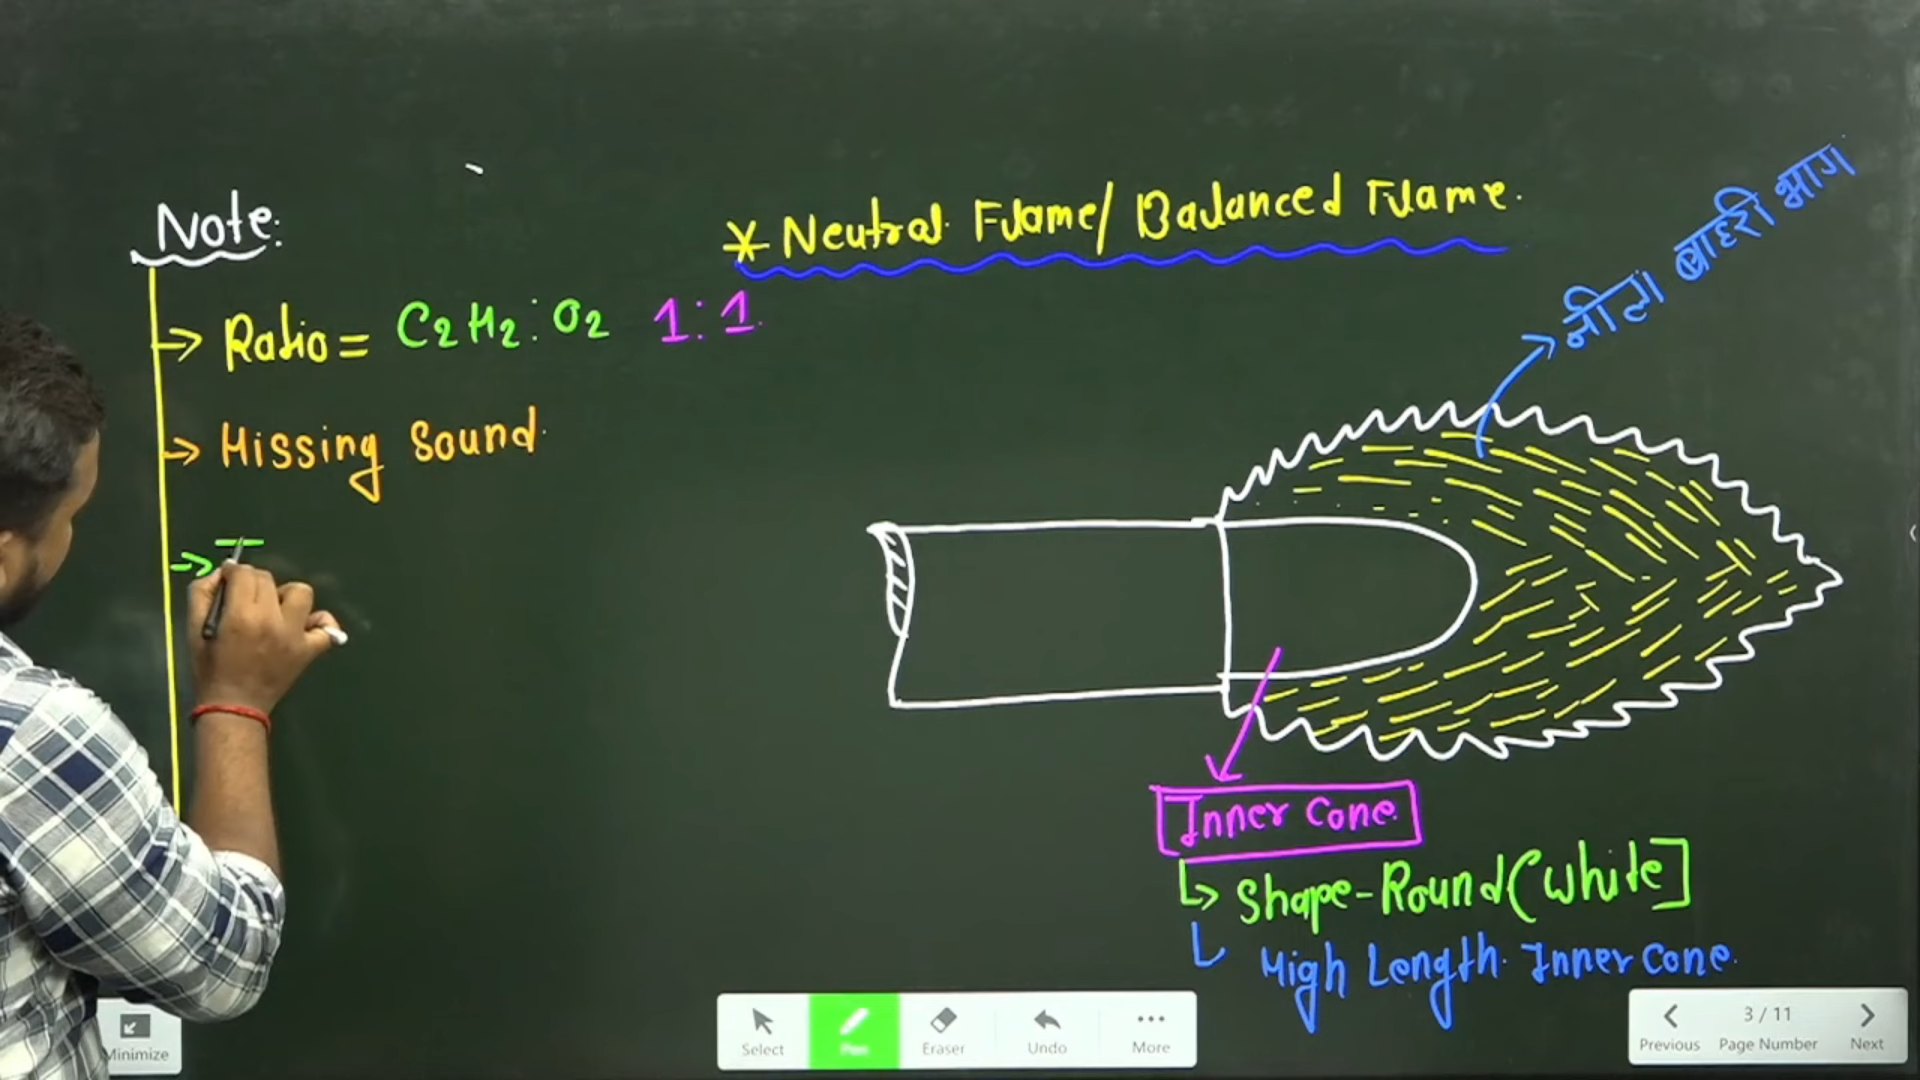 Note:
* Neutral Flame/ Balanced Flame.
→ Ratio = C2H2 : O2 1:1.
→ Hissing Sound.
→
नीला बाहरी भाग
Inner Cone
Shape-Round (White]
High Length Inner Cone.
Minimize
Select
Pen
Eraser
Undo
More
Previous
3 / 11
Page Number
Next